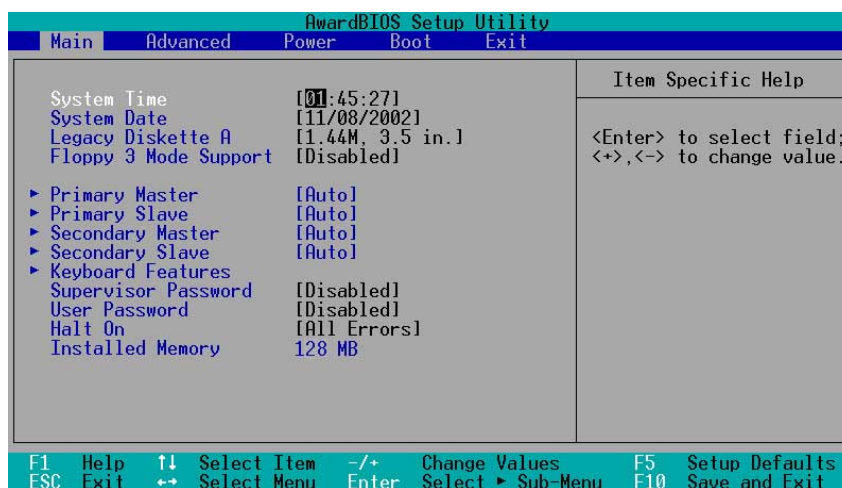 AwardBIOS Setup Utility
Main Advanced Power Boot Exit
Item Specific Help
System Time [01:45:27]
System Date [11/08/2002]
Legacy Diskette A [1.44M, 3.5 in.]
Floppy 3 Mode Support [Disabled]
<Enter> to select field;
<+>,<-> to change value.
▶ Primary Master [Auto]
▶ Primary Slave [Auto]
▶ Secondary Master [Auto]
▶ Secondary Slave [Auto]
▶ Keyboard Features
Supervisor Password [Disabled]
User Password [Disabled]
Halt On [All Errors]
Installed Memory 128 MB
F1 Help ↑↓ Select Item -/+ Change Values F5 Setup Defaults
ESC Exit ←→ Select Menu Enter Select ▶ Sub-Menu F10 Save and Exit